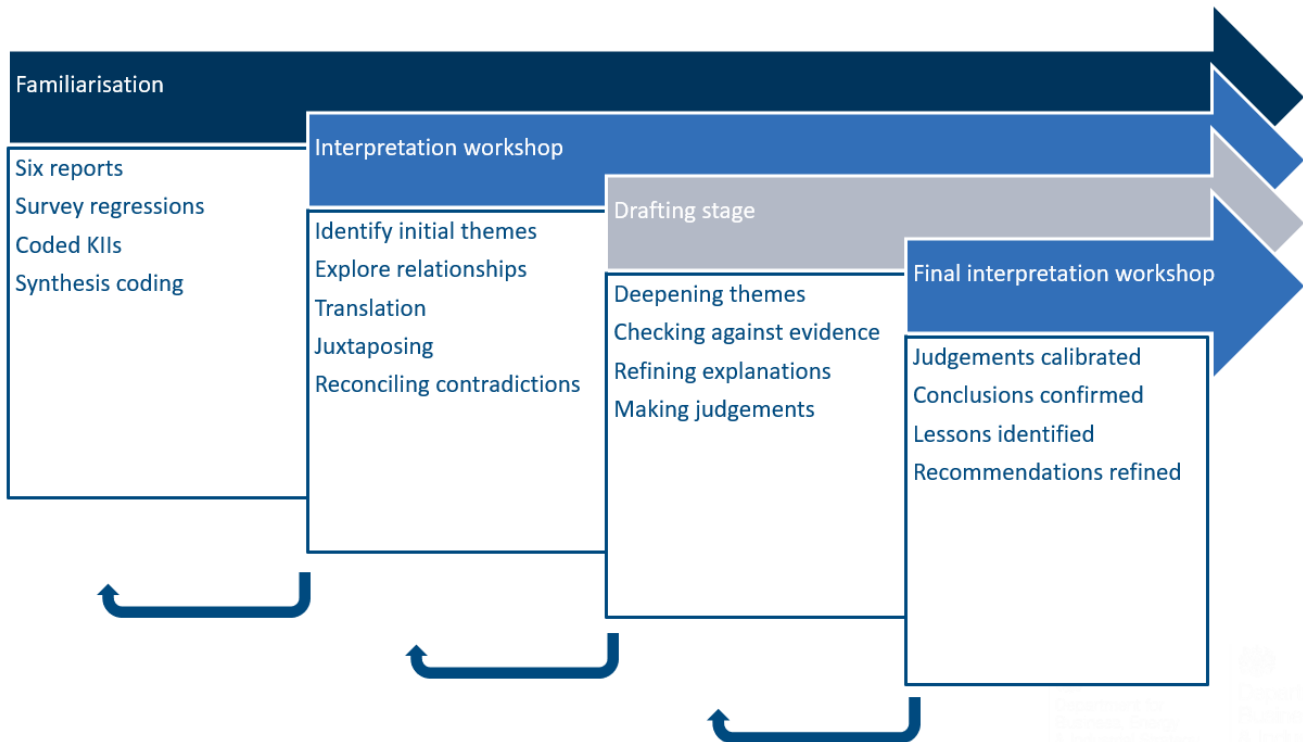 Familiarisation
Six reports
Survey regressions
Coded KIIs
Synthesis coding
Interpretation workshop
Identify initial themes
Explore relationships
Translation
Juxtaposing
Reconciling contradictions
Drafting stage
Deepening themes
Checking against evidence
Refining explanations
Making judgements
Final interpretation workshop
Judgements calibrated
Conclusions confirmed
Lessons identified
Recommendations refined